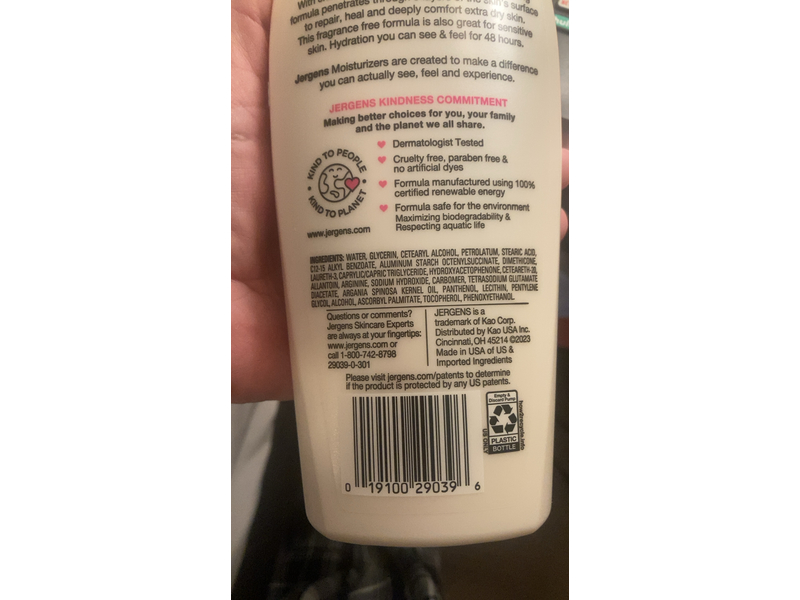 formula penetrates through layers of the skin's surface
to repair, heal and deeply comfort extra dry skin.
This fragrance free formula is also great for sensitive
skin. Hydration you can see & feel for 48 hours.
Jergens Moisturizers are created to make a difference
you can actually see, feel and experience.
JERGENS KINDNESS COMMITMENT
Making better choices for you, your family
and the planet we all share.
KIND TO PEOPLE
KIND TO PLANET
www.jergens.com
Dermatologist Tested
Cruelty free, paraben free &
no artificial dyes
Formula manufactured using 100%
certified renewable energy
Formula safe for the environment
Maximizing biodegradability &
Respecting aquatic life
INGREDIENTS: WATER, GLYCERIN, CETEARYL ALCOHOL, PETROLATUM, STEARIC ACID,
C12-15 ALKYL BENZOATE, ALUMINUM STARCH OCTENYLSUCCINATE, DIMETHICONE,
LAURETH-3, CAPRYLIC/CAPRIC TRIGLYCERIDE, HYDROXYACETOPHENONE, CETEARETH-20,
ALLANTOIN, ARGININE, SODIUM HYDROXIDE, CARBOMER, TETRASODIUM GLUTAMATE
DIACETATE, ARGANIA SPINOSA KERNEL OIL, PANTHENOL, LECITHIN, PENTYLENE
GLYCOL, ALCOHOL, ASCORBYL PALMITATE, TOCOPHEROL, PHENOXYETHANOL.
Questions or comments?
Jergens Skincare Experts
are always at your fingertips:
www.jergens.com or
call 1-800-742-8798
29039-0-301
JERGENS is a
trademark of Kao Corp.
Distributed by Kao USA Inc.
Cincinnati, OH 45214 ©2023
Made in USA of US &
Imported Ingredients
Please visit jergens.com/patents to determine
if the product is protected by any US patents.
Empty &
Discard Pump
PLASTIC
BOTTLE
US ONLY
how2recycle.info
0 19100 29039 6